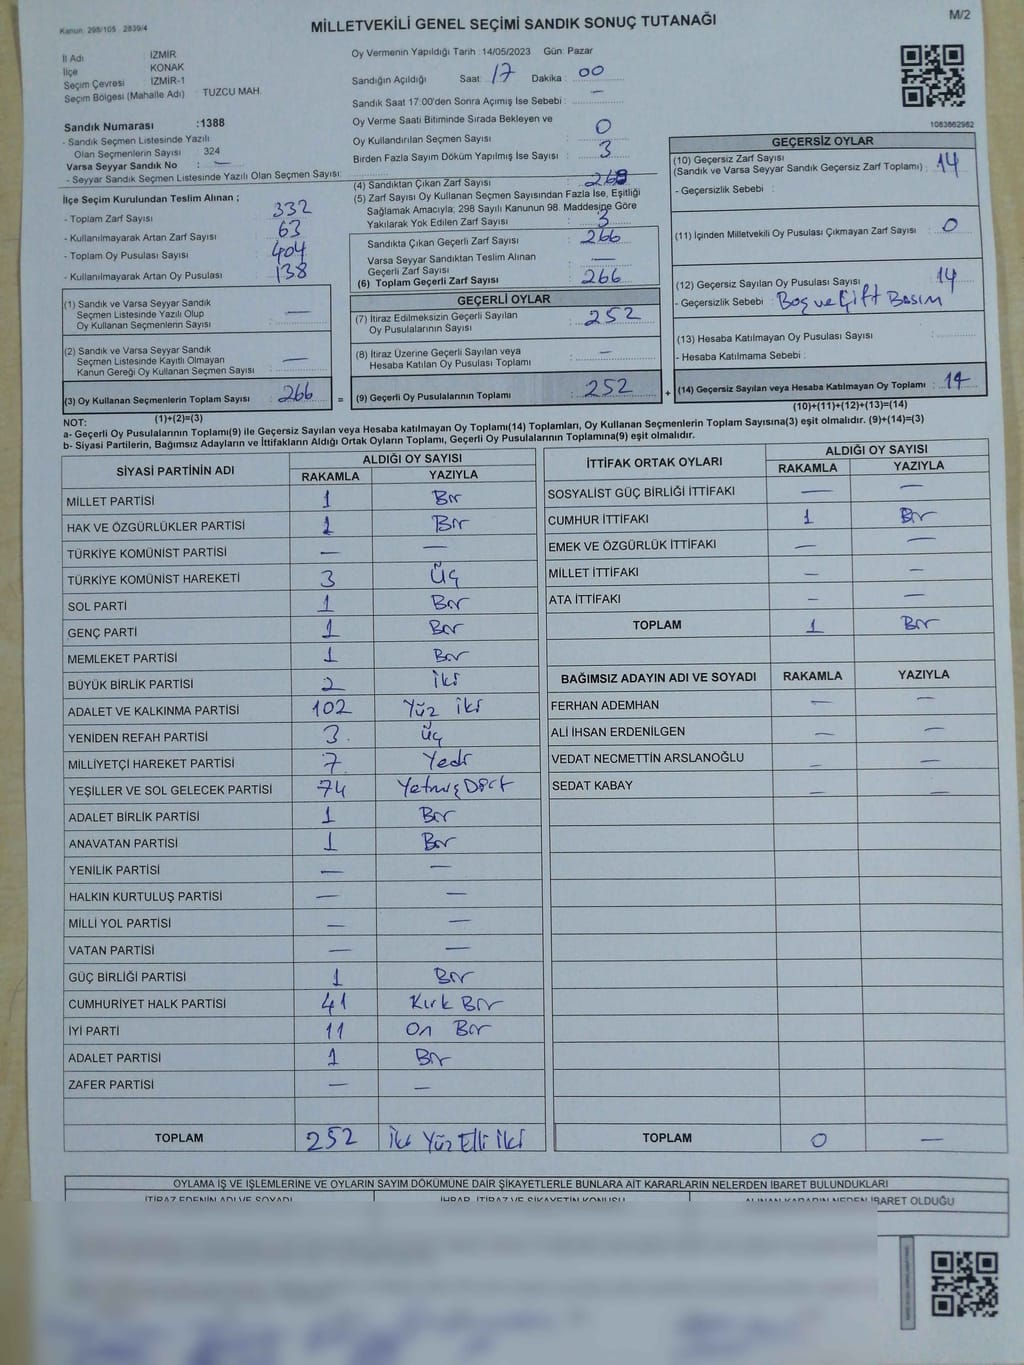 Kanun. 298/105 . 2839/4
MİLLETVEKİLİ GENEL SEÇİMİ SANDIK SONUÇ TUTANAĞI
M/2
İl Adı : İZMİR
İlçe : KONAK
Seçim Çevresi : İZMİR-1
Seçim Bölgesi (Mahalle Adı) : TUZCU MAH.
Oy Vermenin Yapıldığı Tarih : 14/05/2023 Gün: Pazar
Sandığın Açıldığı Saat: 17 Dakika : 00
Sandık Saat 17:00'den Sonra Açımış İse Sebebi : —
Oy Verme Saati Bitiminde Sırada Bekleyen ve
Oy Kullandırılan Seçmen Sayısı : 0
Birden Fazla Sayım Döküm Yapılmış İse Sayısı : 3
Sandık Numarası :1388
- Sandık Seçmen Listesinde Yazılı
Olan Seçmenlerin Sayısı : 324
Varsa Seyyar Sandık No : —
- Seyyar Sandık Seçmen Listesinde Yazılı Olan Seçmen Sayısı:
1083662982
İlçe Seçim Kurulundan Teslim Alınan ;
- Toplam Zarf Sayısı : 332
- Kullanılmayarak Artan Zarf Sayısı : 63
- Toplam Oy Pusulası Sayısı : 404
- Kullanılmayarak Artan Oy Pusulası : 138
(1) Sandık ve Varsa Seyyar Sandık
Seçmen Listesinde Yazılı Olup
Oy Kullanan Seçmenlerin Sayısı : —
(2) Sandık ve Varsa Seyyar Sandık
Seçmen Listesinde Kayıtlı Olmayan
Kanun Gereği Oy Kullanan Seçmen Sayısı : —
(3) Oy Kullanan Seçmenlerin Toplam Sayısı : 266
(1)+(2)=(3)
(4) Sandıktan Çıkan Zarf Sayısı :
(5) Zarf Sayısı Oy Kullanan Seçmen Sayısından Fazla İse, Eşitliği
Sağlamak Amacıyla, 298 Sayılı Kanunun 98. Maddesine Göre
Yakılarak Yok Edilen Zarf Sayısı : 3
Sandıkta Çıkan Geçerli Zarf Sayısı : 266
Varsa Seyyar Sandıktan Teslim Alınan
Geçerli Zarf Sayısı : —
(6) Toplam Geçerli Zarf Sayısı : 266
GEÇERLİ OYLAR
(7) İtiraz Edilmeksizin Geçerli Sayılan
Oy Pusulalarının Sayısı : 252
(8) İtiraz Üzerine Geçerli Sayılan veya
Hesaba Katılan Oy Pusulası Toplamı : —
= (9) Geçerli Oy Pusulalarının Toplamı : 252 +
GEÇERSİZ OYLAR
(10) Geçersiz Zarf Sayısı
(Sandık ve Varsa Seyyar Sandık Geçersiz Zarf Toplamı) : 14
- Geçersizlik Sebebi :
(11) İçinden Milletvekili Oy Pusulası Çıkmayan Zarf Sayısı : 0
(12) Geçersiz Sayılan Oy Pusulası Sayısı : 14
- Geçersizlik Sebebi : Boş ve Çift Basım
(13) Hesaba Katılmayan Oy Pusulası Sayısı :
- Hesaba Katılmama Sebebi :
(14) Geçersiz Sayılan veya Hesaba Katılmayan Oy Toplamı : 14
(10)+(11)+(12)+(13)=(14)
NOT:
a- Geçerli Oy Pusulalarının Toplamı(9) ile Geçersiz Sayılan veya Hesaba katılmayan Oy Toplamı(14) Toplamları, Oy Kullanan Seçmenlerin Toplam Sayısına(3) eşit olmalıdır. (9)+(14)=(3)
b- Siyasi Partilerin, Bağımsız Adayların ve İttifakların Aldığı Ortak Oyların Toplamı, Geçerli Oy Pusulalarının Toplamına(9) eşit olmalıdır.
SİYASİ PARTİNİN ADI
ALDIĞI OY SAYISI
RAKAMLA YAZIYLA
MİLLET PARTİSİ 1 Bir
HAK VE ÖZGÜRLÜKLER PARTİSİ 1 Bir
TÜRKİYE KOMÜNİST PARTİSİ — —
TÜRKİYE KOMÜNİST HAREKETİ 3 Üç
SOL PARTİ 1 Bir
GENÇ PARTİ 1 Bir
MEMLEKET PARTİSİ 1 Bir
BÜYÜK BİRLİK PARTİSİ 2 iki
ADALET VE KALKINMA PARTİSİ 102 Yüz iki
YENİDEN REFAH PARTİSİ 3 üç
MİLLİYETÇİ HAREKET PARTİSİ 7 Yedi
YEŞİLLER VE SOL GELECEK PARTİSİ 74 Yetmiş Dört
ADALET BİRLİK PARTİSİ 1 Bir
ANAVATAN PARTİSİ 1 Bir
YENİLİK PARTİSİ — —
HALKIN KURTULUŞ PARTİSİ — —
MİLLİ YOL PARTİSİ — —
VATAN PARTİSİ — —
GÜÇ BİRLİĞİ PARTİSİ 1 Bir
CUMHURİYET HALK PARTİSİ 41 Kırk Bir
İYİ PARTİ 11 On Bir
ADALET PARTİSİ 1 Bir
ZAFER PARTİSİ — —
TOPLAM 252 İki Yüz Elli iki
İTTİFAK ORTAK OYLARI
ALDIĞI OY SAYISI
RAKAMLA YAZIYLA
SOSYALİST GÜÇ BİRLİĞİ İTTİFAKI — —
CUMHUR İTTİFAKI 1 Bir
EMEK VE ÖZGÜRLÜK İTTİFAKI — —
MİLLET İTTİFAKI — —
ATA İTTİFAKI — —
TOPLAM 1 Bir
BAĞIMSIZ ADAYIN ADI VE SOYADI RAKAMLA YAZIYLA
FERHAN ADEMHAN — —
ALİ İHSAN ERDENİLGEN — —
VEDAT NECMETTİN ARSLANOĞLU — —
SEDAT KABAY — —
TOPLAM 0 —
OYLAMA İŞ VE İŞLEMLERİNE VE OYLARIN SAYIM DÖKÜMÜNE DAİR ŞİKAYETLERLE BUNLARA AİT KARARLARIN NELERDEN İBARET BULUNDUKLARI
İTİRAZ EDENİN ADI VE SOYADI İHBAR, İTİRAZ VE ŞİKAYETİN KONUSU ALINAN KARARIN NEDEN İBARET OLDUĞU